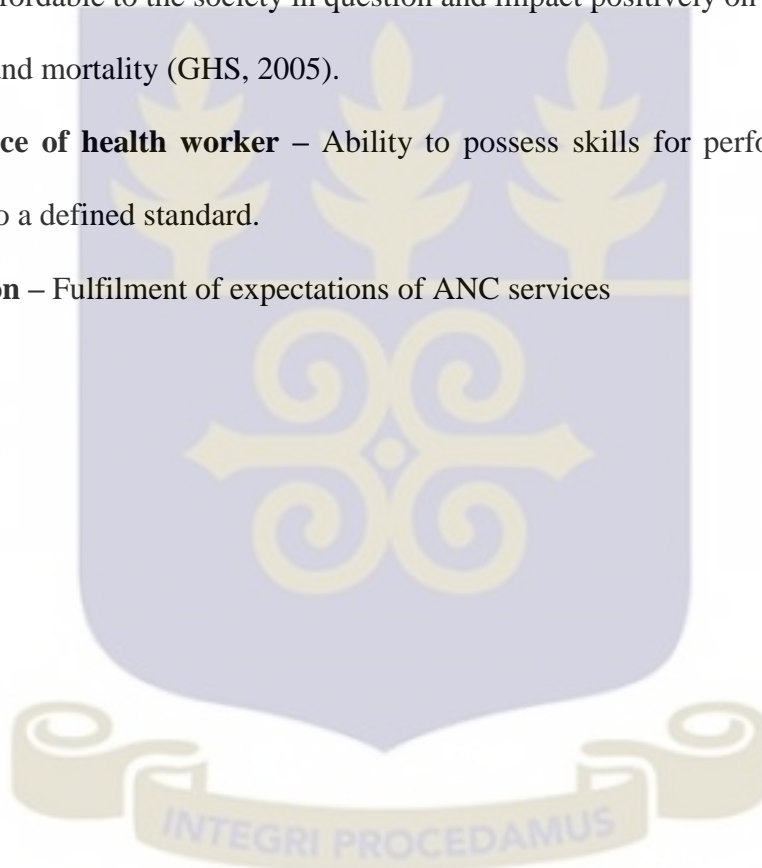 fordable to the society in question and impact positively on
nd mortality (GHS, 2005).
ce of health worker – Ability to possess skills for perfo
o a defined standard.
on – Fulfilment of expectations of ANC services
INTEGRI PROCEDAMUS